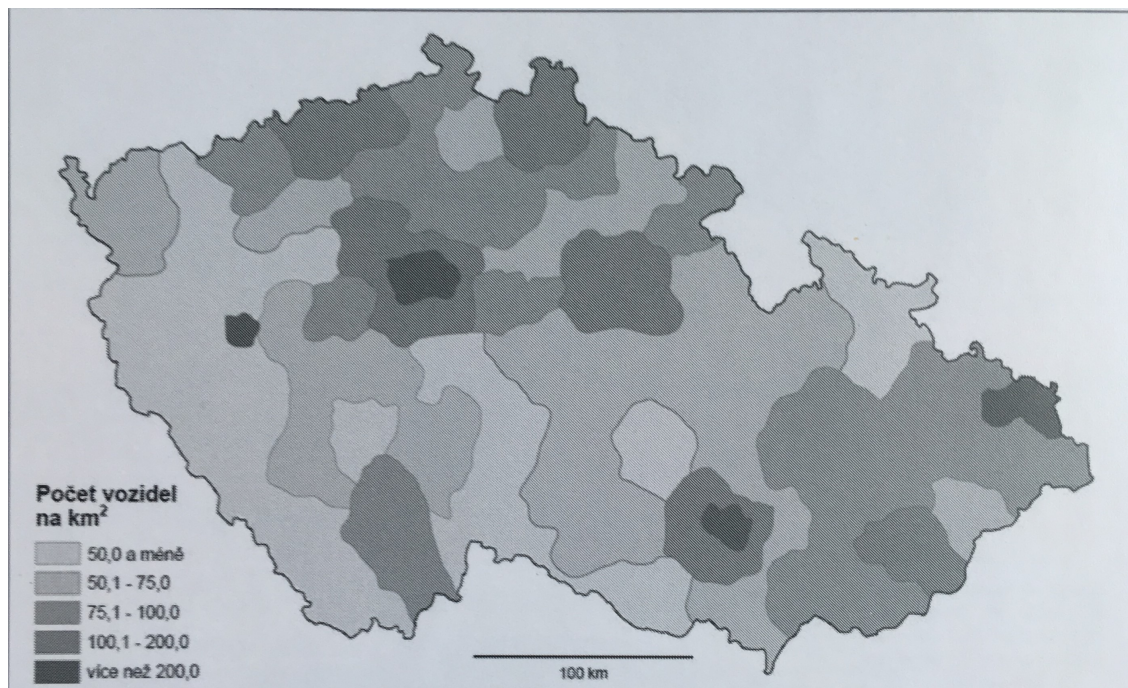 Počet vozidel
na km²
50,0 a méně
50,1 - 75,0
75,1 - 100,0
100,1 - 200,0
více než 200,0
100 km